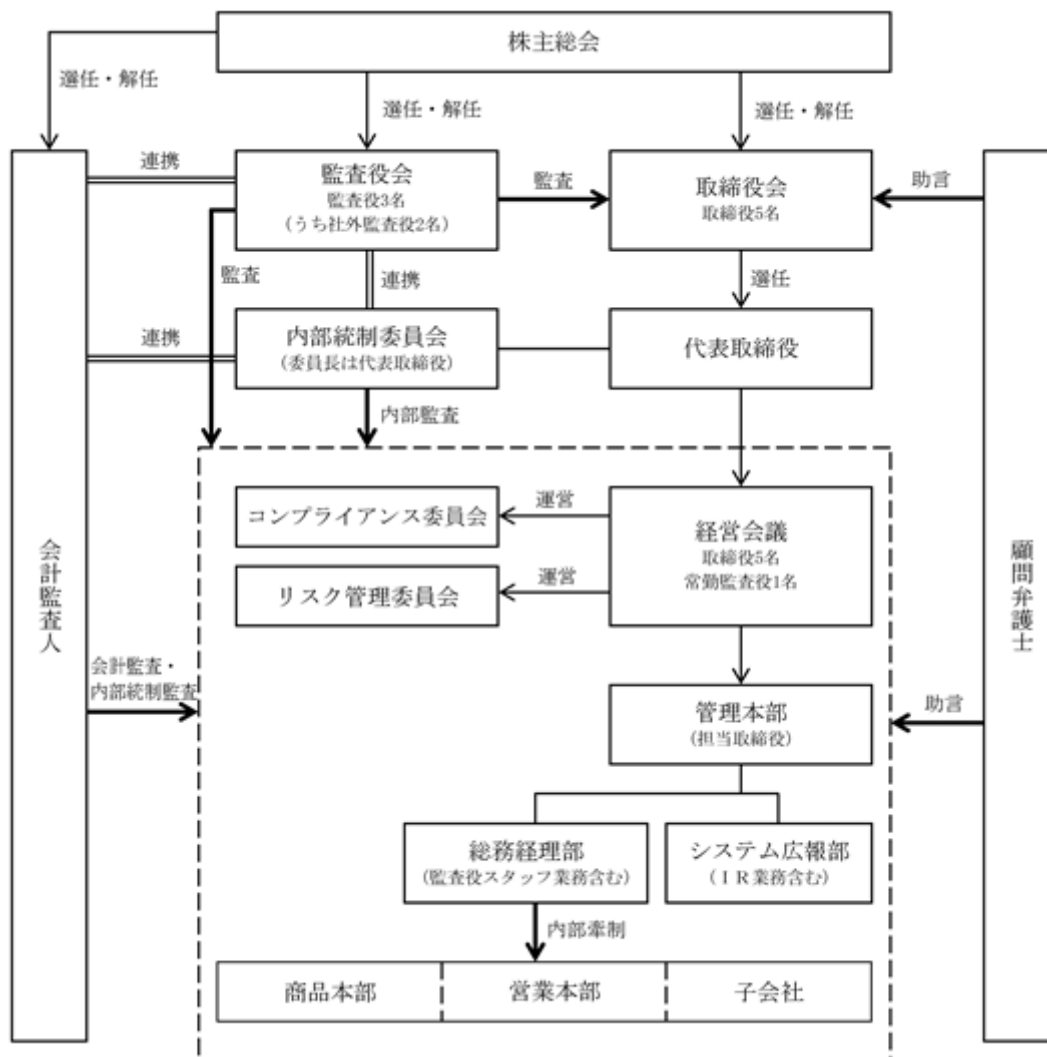 株主総会
選任・解任
選任・解任
選任・解任
連携
監査役会
監査役3名
(うち社外監査役2名)
監査
取締役会
取締役5名
助言
監査
連携
選任
連携
内部統制委員会
(委員長は代表取締役)
代表取締役
内部監査
コンプライアンス委員会
運営
経営会議
取締役5名
常勤監査役1名
リスク管理委員会
運営
会計監査人
顧問弁護士
会計監査・
内部統制監査
管理本部
(担当取締役)
助言
総務経理部
(監査役スタッフ業務含む)
システム広報部
(IR業務含む)
内部牽制
商品本部
営業本部
子会社